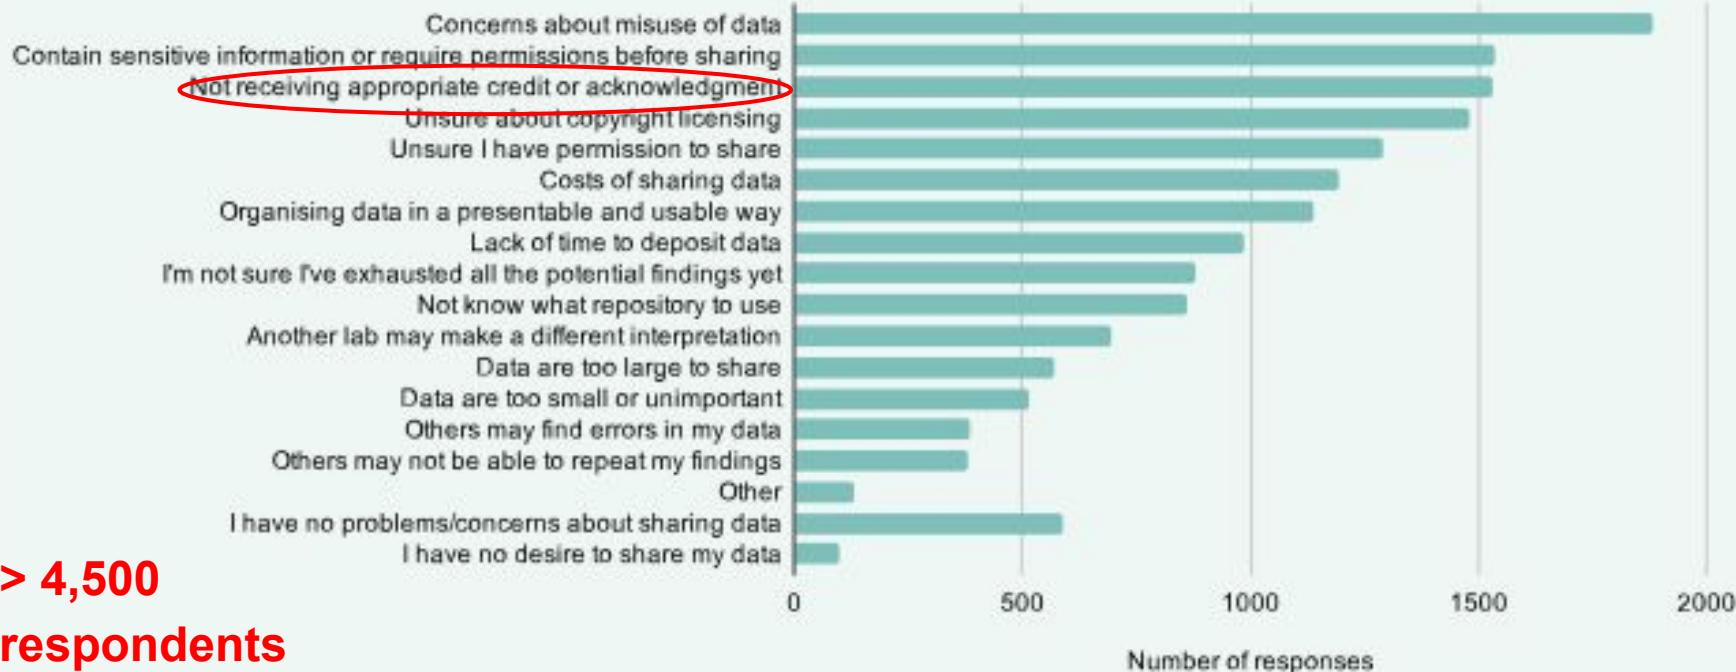 Concerns about misuse of data
Contain sensitive information or require permissions before sharing
Not receiving appropriate credit or acknowledgment
Unsure about copyright licensing
Unsure I have permission to share
Costs of sharing data
Organising data in a presentable and usable way
Lack of time to deposit data
I'm not sure I've exhausted all the potential findings yet
Not know what repository to use
Another lab may make a different interpretation
Data are too large to share
Data are too small or unimportant
Others may find errors in my data
Others may not be able to repeat my findings
Other
I have no problems/concerns about sharing data
I have no desire to share my data
> 4,500
respondents
0 500 1000 1500 2000
Number of responses